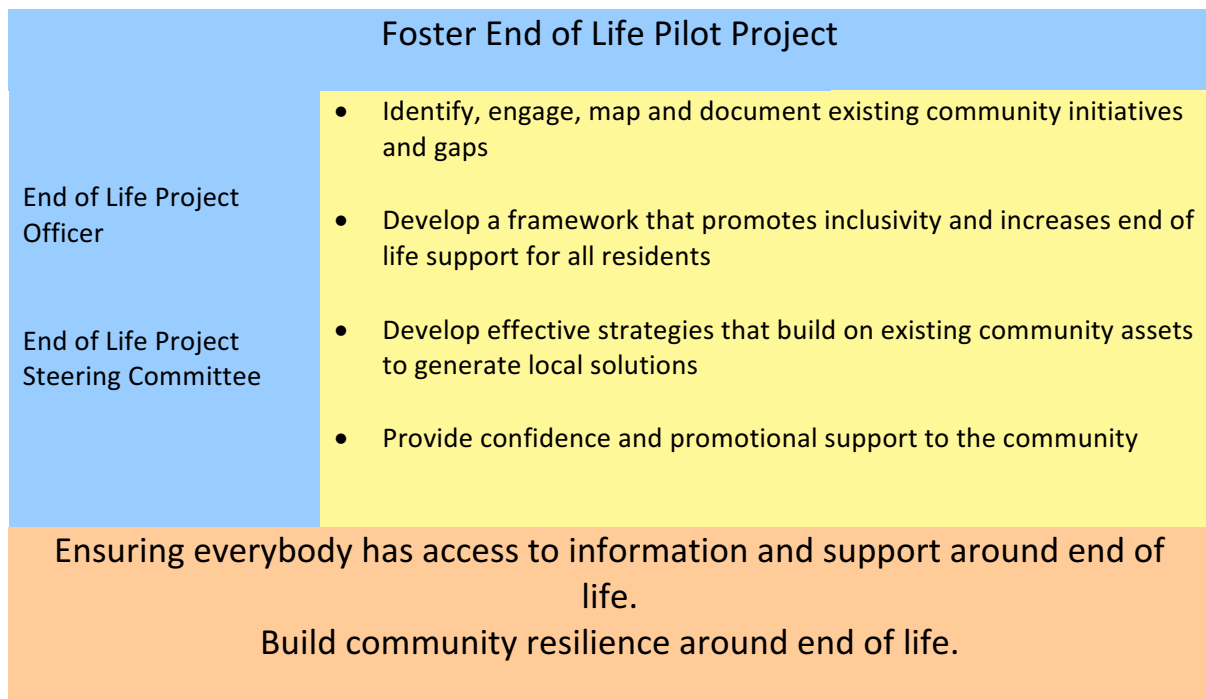 Foster End of Life Pilot Project
End of Life Project
Officer
End of Life Project
Steering Committee
• Identify, engage, map and document existing community initiatives
and gaps
• Develop a framework that promotes inclusivity and increases end of
life support for all residents
• Develop effective strategies that build on existing community assets
to generate local solutions
• Provide confidence and promotional support to the community
Ensuring everybody has access to information and support around end of
life.
Build community resilience around end of life.